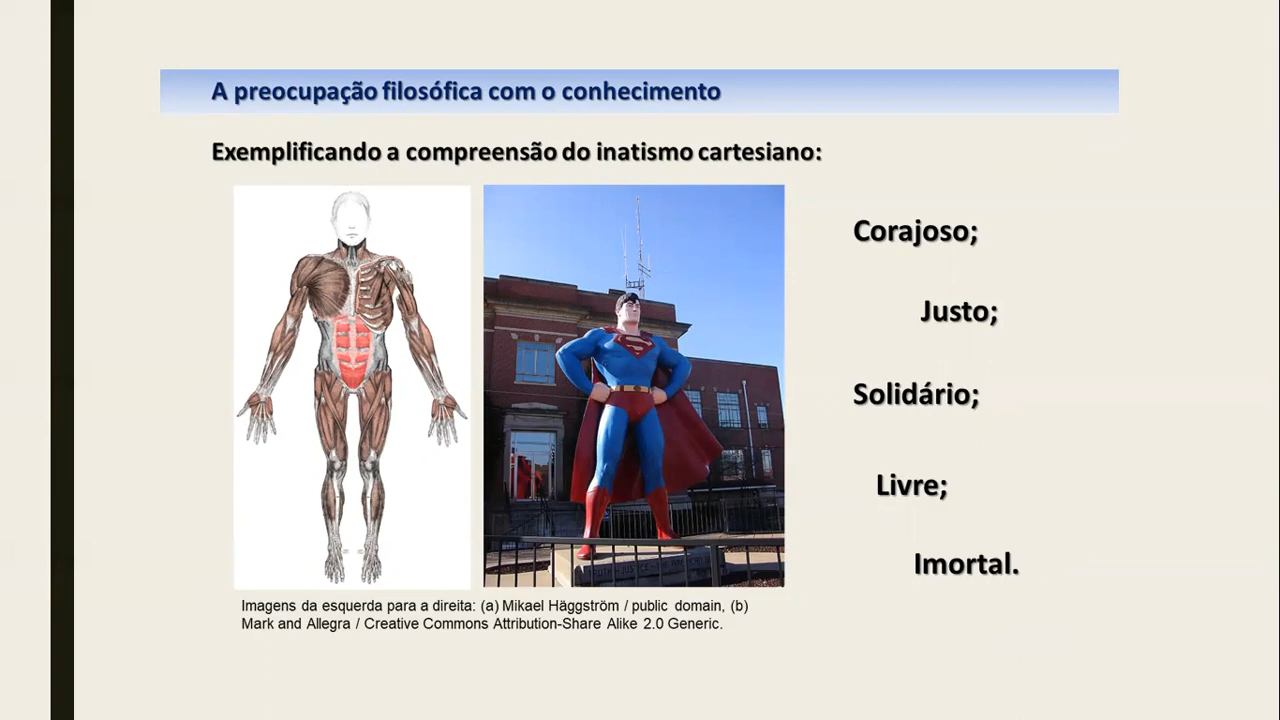 A preocupação filosófica com o conhecimento
Exemplificando a compreensão do inatismo cartesiano:
Corajoso;
Justo;
Solidário;
Livre;
Imortal.
Imagens da esquerda para a direita: (a) Mikael Häggström / public domain, (b)
Mark and Allegra / Creative Commons Attribution-Share Alike 2.0 Generic.